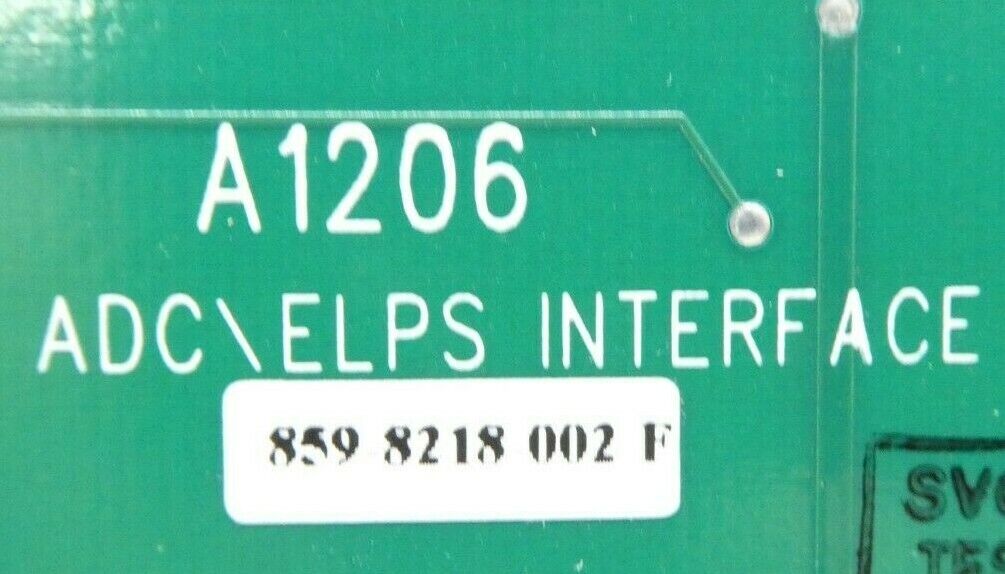 A1206
ADC\ELPS INTERFACE
859 8218 002 F